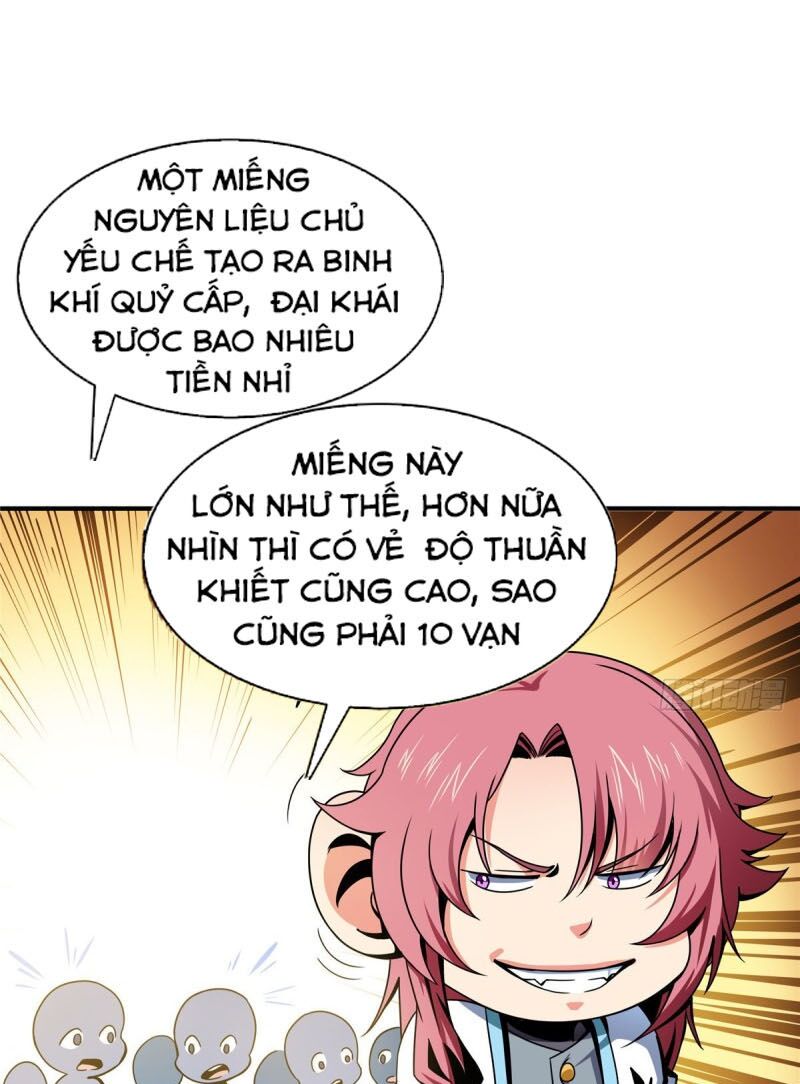 MỘT MIẾNG
NGUYÊN LIỆU CHỦ
YẾU CHẾ TẠO RA BINH
KHÍ QUỶ CẤP, ĐẠI KHÁI
ĐƯỢC BAO NHIÊU
TIỀN NHỈ
MIẾNG NÀY
LỚN NHƯ THẾ, HƠN NỮA
NHÌN THÌ CÓ VẺ ĐỘ THUẦN
KHIẾT CŨNG CAO, SAO
CŨNG PHẢI 10 VẠN